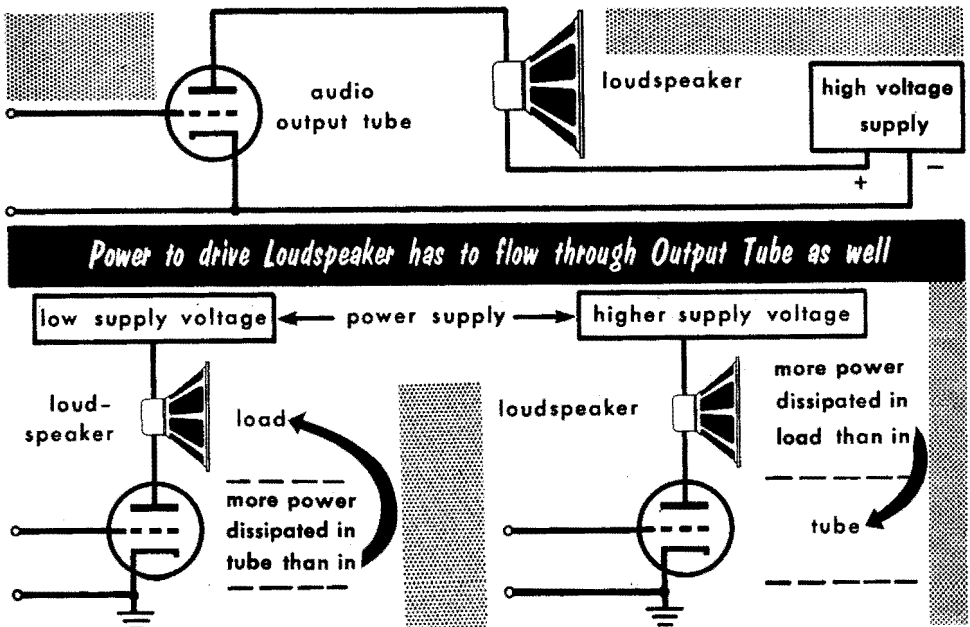 audio
output tube
loudspeaker
high voltage
supply
+
−
Power to drive Loudspeaker has to flow through Output Tube as well
low supply voltage
power supply
higher supply voltage
loud-
speaker
load
more power
dissipated in
tube than in
loudspeaker
more power
dissipated in
load than in
tube